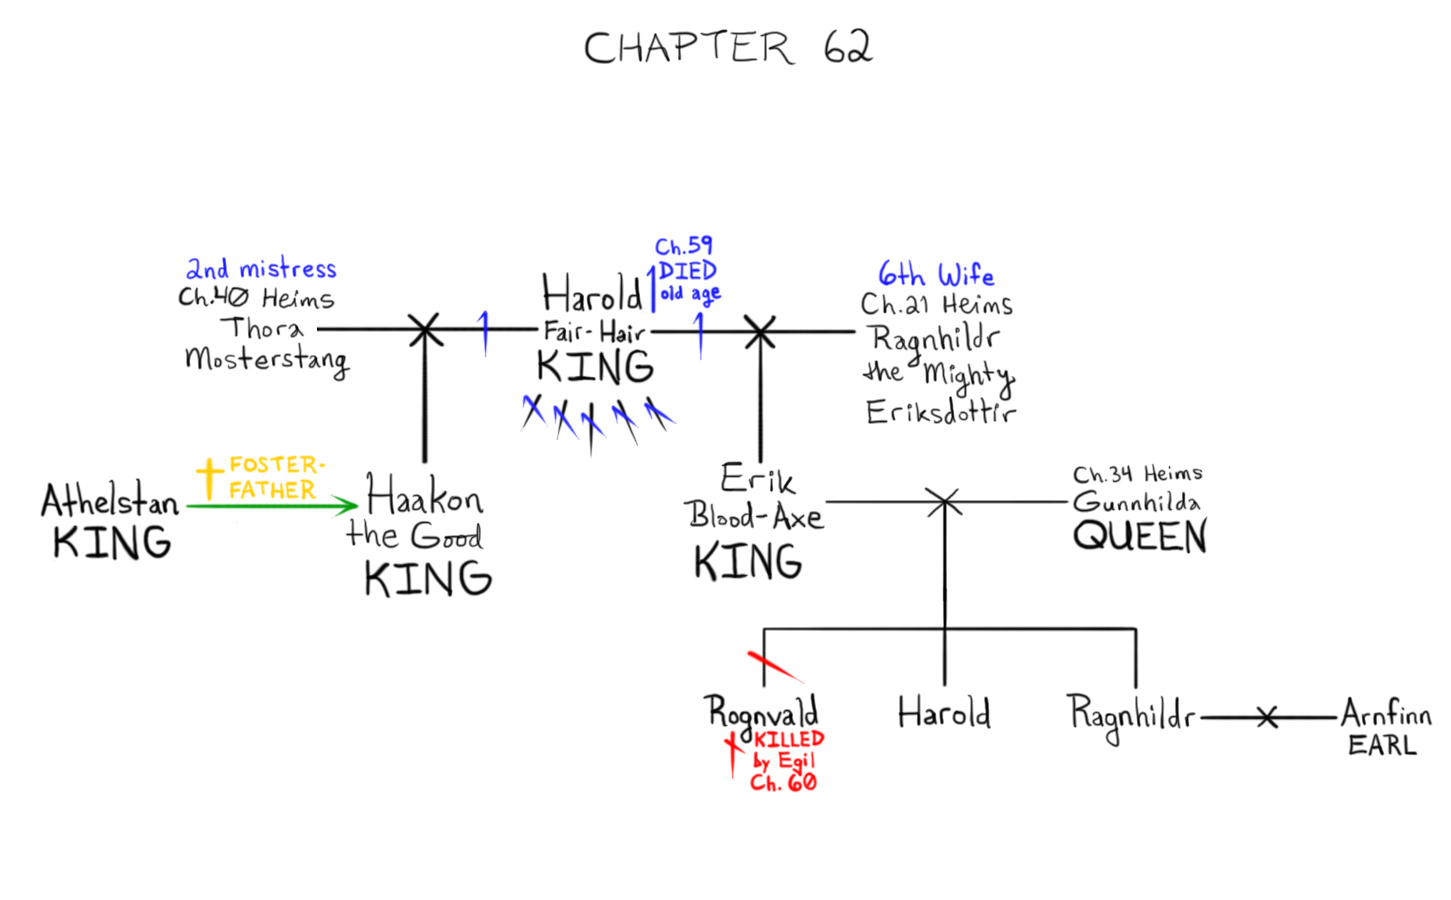 CHAPTER 62
2nd mistress
Ch.40 Heims
Thora
Mosterstang
Harold
Fair-Hair
KING
Ch.59
DIED
old age
6th Wife
Ch.21 Heims
Ragnhildr
the Mighty
Eriksdottir
Athelstan
KING
FOSTER-
FATHER
Haakon
the Good
KING
Erik
Blood-Axe
KING
Ch.34 Heims
Gunnhilda
QUEEN
Rognvald
KILLED
by Egil
Ch. 60
Harold
Ragnhildr
Arnfinn
EARL